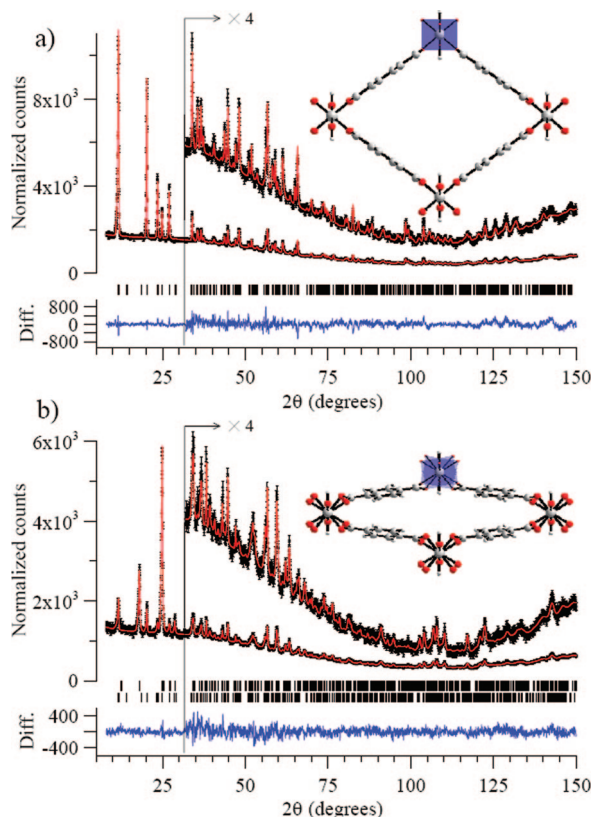 a)
× 4
Normalized counts
8x10³
4x10³
0
Diff.
800
0
-800
25 50 75 100 125 150
2θ (degrees)
b)
× 4
Normalized counts
6x10³
4x10³
2x10³
0
Diff.
400
0
-400
25 50 75 100 125 150
2θ (degrees)